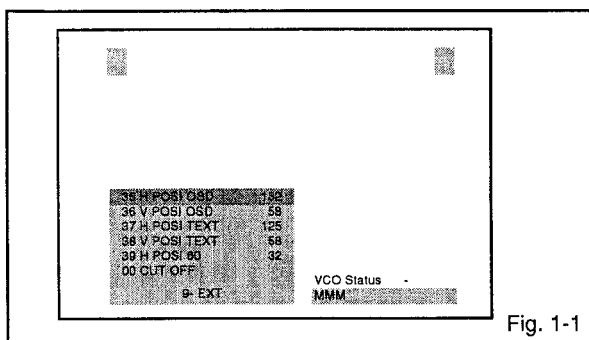 35 H POSI OSD 152
36 V POSI OSD 58
37 H POSI TEXT 125
38 V POSI TEXT 58
39 H POSI 60 32
00 CUT OFF
9- EXT
VCO Status -
MMM
Fig. 1-1